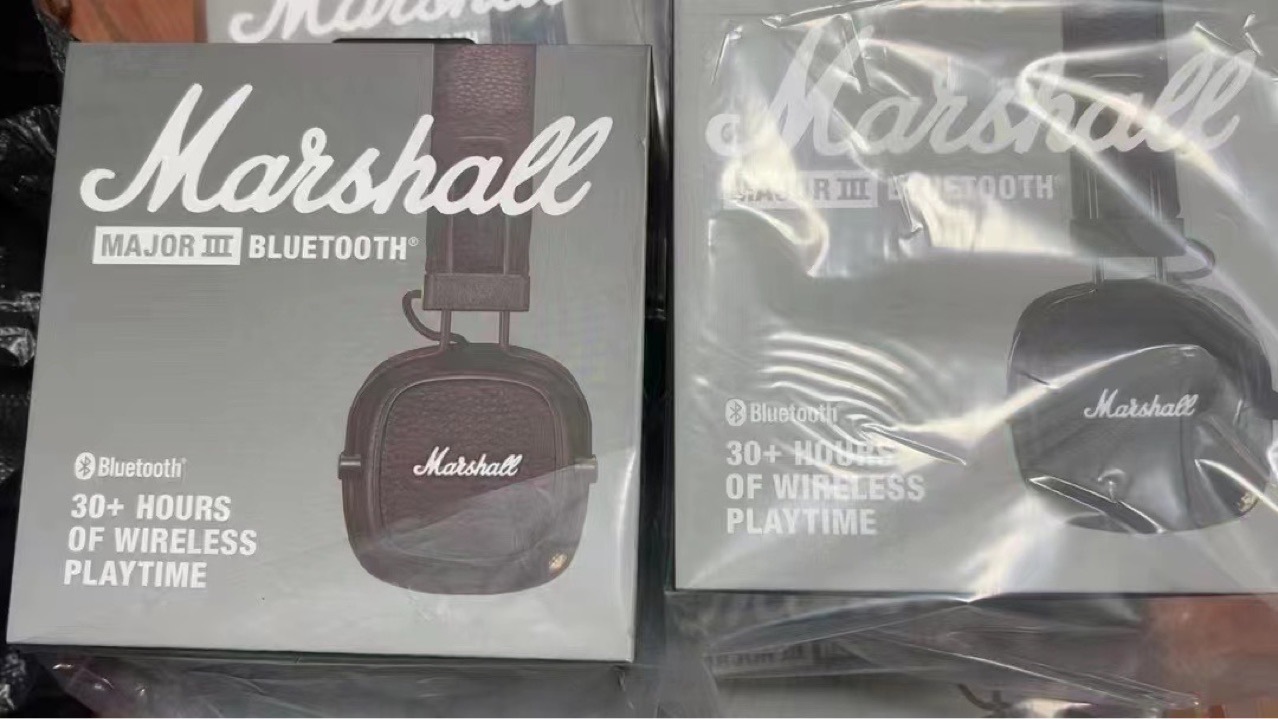 Marshall
Marshall
MAJOR III BLUETOOTH®
Marshall
Bluetooth®
30+ HOURS
OF WIRELESS
PLAYTIME
Marshall
MAJOR III BLUETOOTH®
Marshall
Bluetooth
30+ HOURS
OF WIRELESS
PLAYTIME